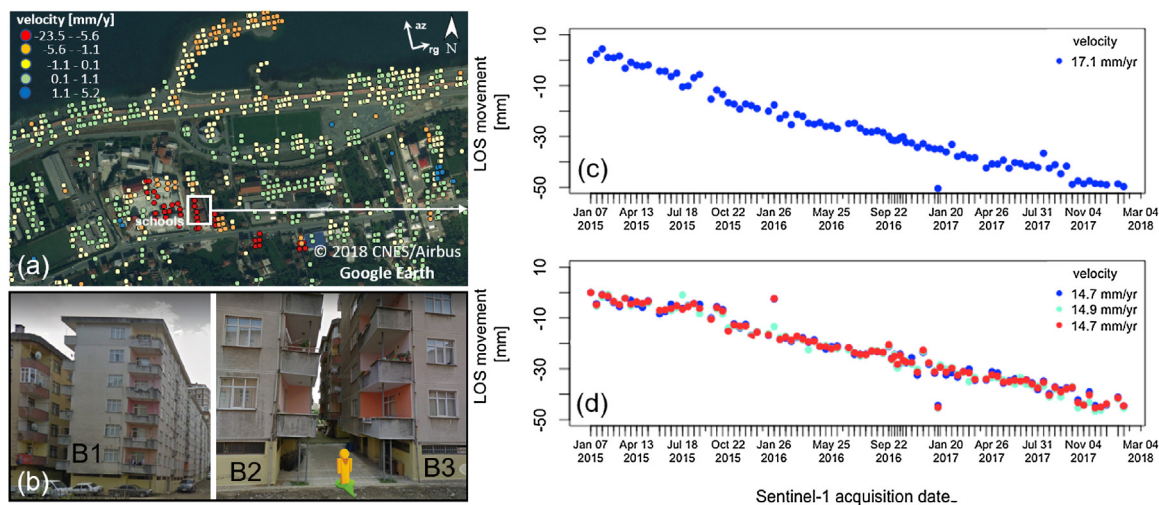 velocity [mm/y]
-23.5 - -5.6
-5.6 - -1.1
-1.1 - 0.1
0.1 - 1.1
1.1 - 5.2
az
rg
N
schools
© 2018 CNES/Airbus
Google Earth
(a)
B1
(b)
B2
B3
LOS movement
[mm]
10
-10
-30
-50
velocity
17.1 mm/yr
(c)
Jan 07 Apr 13 Jul 18 Oct 22 Jan 26 May 25 Sep 22 Jan 20 Apr 26 Jul 31 Nov 04 Mar 04
2015 2015 2015 2015 2016 2016 2016 2017 2017 2017 2017 2018
LOS movement
[mm]
10
-10
-30
-50
velocity
14.7 mm/yr
14.9 mm/yr
14.7 mm/yr
(d)
Jan 07 Apr 13 Jul 18 Oct 22 Jan 26 May 25 Sep 22 Jan 20 Apr 26 Jul 31 Nov 04 Mar 04
2015 2015 2015 2015 2016 2016 2016 2017 2017 2017 2017 2018
Sentinel-1 acquisition date_